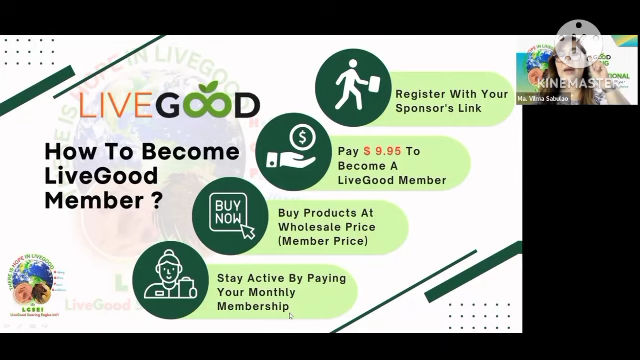 LIVEGOOD
How To Become
LiveGood
Member ?
Register With Your
Sponsor's Link
$
Pay $ 9.95 To
Become A
LiveGood Member
BUY
NOW
Buy Products At
Wholesale Price
(Member Price)
Stay Active By Paying
Your Monthly
Membership
KINEMASTER
Ma. Vilma Sabulao